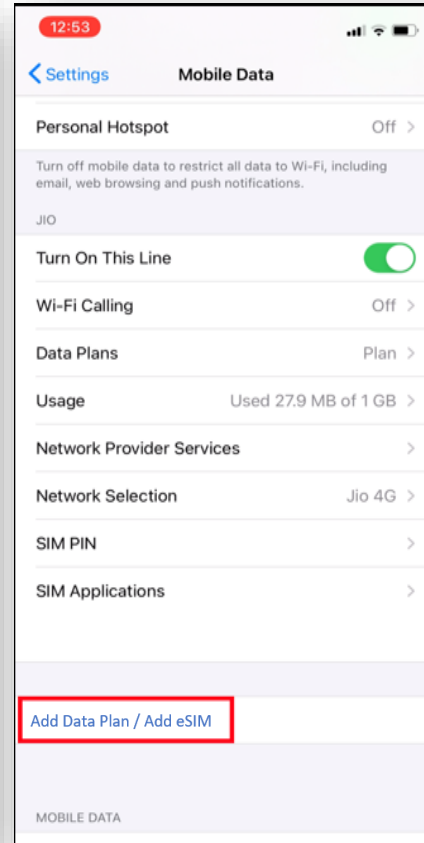 12:53
Settings Mobile Data
Personal Hotspot Off
Turn off mobile data to restrict all data to Wi-Fi, including
email, web browsing and push notifications.
JIO
Turn On This Line
Wi-Fi Calling Off
Data Plans Plan
Usage Used 27.9 MB of 1 GB
Network Provider Services
Network Selection Jio 4G
SIM PIN
SIM Applications
Add Data Plan / Add eSIM
MOBILE DATA